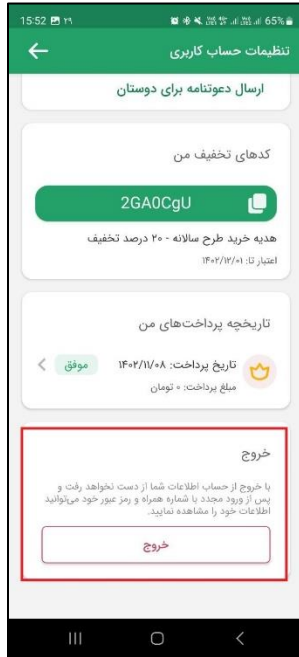 15:52 ۲۹ 65%
تنظیمات حساب کاربری
ارسال دعوتنامه برای دوستان
کدهای تخفیف من
2GA0CgU
هدیه خرید طرح سالانه - ۲۰ درصد تخفیف
اعتبار تا: ۱۴۰۲/۱۲/۰۱
تاریخچه پرداخت‌های من
تاریخ پرداخت: ۱۴۰۲/۱۱/۰۸ موفق
مبلغ پرداخت: ۰ تومان
خروج
با خروج از حساب اطلاعات شما از دست نخواهد رفت و
پس از ورود مجدد با شماره همراه و رمز عبور خود می‌توانید
اطلاعات خود را مشاهده نمایید.
خروج